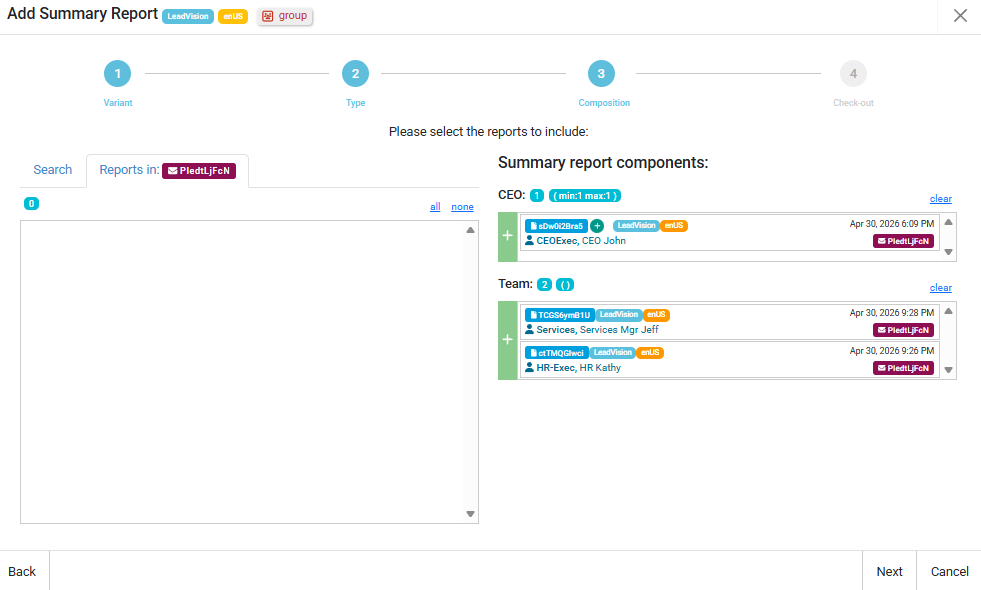 Add Summary Report LeadVision enUS group
1 2 3 4
Variant Type Composition Check-out
Please select the reports to include:
Search Reports in: PledtLjFcN
0 all none
Summary report components:
CEO: 1 ( min:1 max:1 ) clear
+ sDw0i2Bra5 + LeadVision enUS Apr 30, 2026 6:09 PM
CEOExec, CEO John PledtLjFcN
Team: 2 ( ) clear
+ TCGS6ymB1U LeadVision enUS Apr 30, 2026 9:28 PM
Services, Services Mgr Jeff PledtLjFcN
ctTMQGlwci LeadVision enUS Apr 30, 2026 9:26 PM
HR-Exec, HR Kathy PledtLjFcN
Back Next Cancel